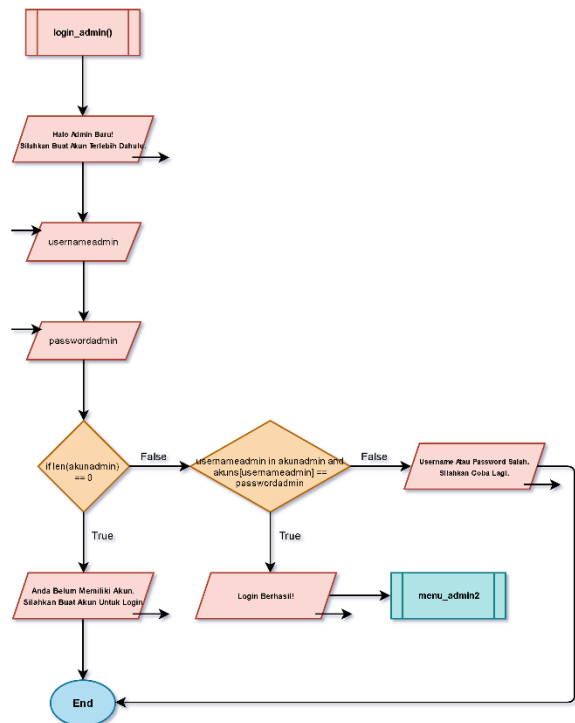 login_admin()
Halo Admin Baru!
Silahkan Buat Akun Terlebih Dahulu.
usernameadmin
passwordadmin
if len(akunadmin)
== 0
False
usernameadmin in akunadmin and
akuns[usernameadmin] ==
passwordadmin
False
Username Atau Password Salah.
Silahkan Coba Lagi.
True
True
Anda Belum Memiliki Akun.
Silahkan Buat Akun Untuk Login
Login Berhasil!
menu_admin2
End